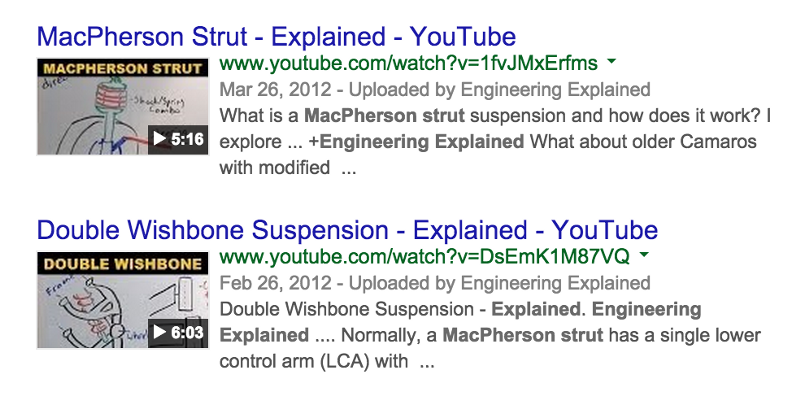 MacPherson Strut - Explained - YouTube
MACPHERSON STRUT
-Shock/Spring
Combo
5:16
www.youtube.com/watch?v=1fvJMxErfms
Mar 26, 2012 - Uploaded by Engineering Explained
What is a MacPherson strut suspension and how does it work? I
explore ... +Engineering Explained What about older Camaros
with modified ...
Double Wishbone Suspension - Explained - YouTube
DOUBLE WISHBONE
Frame
6:03
www.youtube.com/watch?v=DsEmK1M87VQ
Feb 26, 2012 - Uploaded by Engineering Explained
Double Wishbone Suspension - Explained. Engineering
Explained .... Normally, a MacPherson strut has a single lower
control arm (LCA) with ...